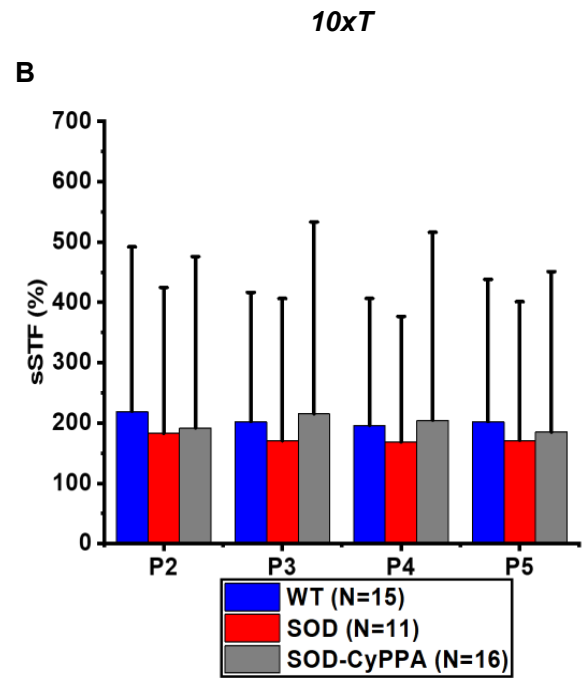 10xT
B
sSTF (%)
700
600
500
400
300
200
100
0
P2 P3 P4 P5
WT (N=15)
SOD (N=11)
SOD-CyPPA (N=16)